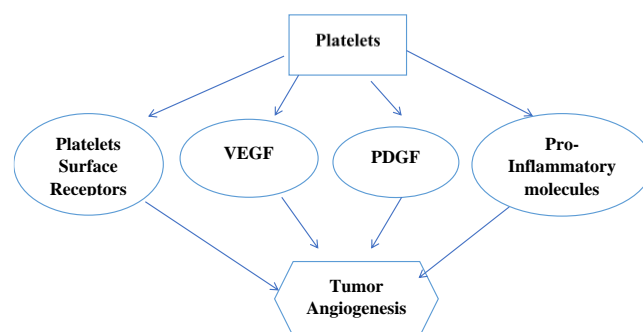 Platelets
Platelets
Surface
Receptors
VEGF
PDGF
Pro-
Inflammatory
molecules
Tumor
Angiogenesis